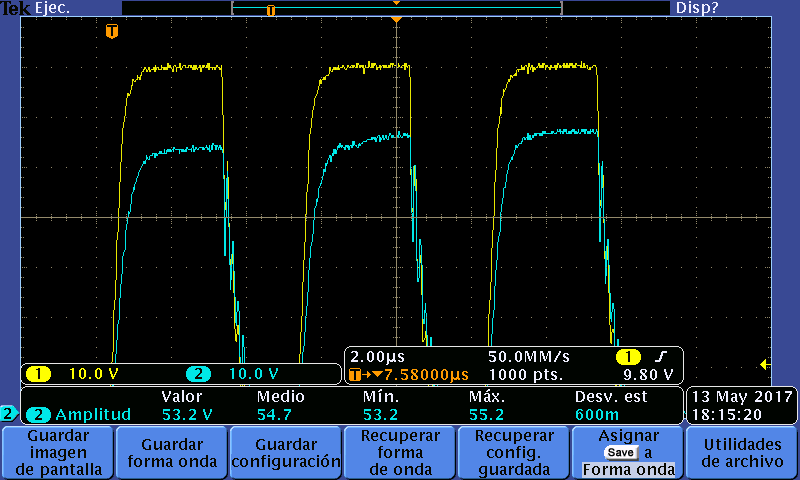 Tek Ejec. T Disp?
T
1 10.0 V 2 10.0 V
2.00µs 50.0MM/s 1
T→▼7.58000µs 1000 pts. 9.80 V
Valor Medio Mín. Máx. Desv. est
2 2 Amplitud 53.2 V 54.7 53.2 55.2 600m
13 May 2017
18:15:20
Guardar
imagen
de pantalla
Guardar
forma onda
Guardar
configuración
Recuperar
forma
de onda
Recuperar
config.
guardada
Asignar
Save a
Forma onda
Utilidades
de archivo